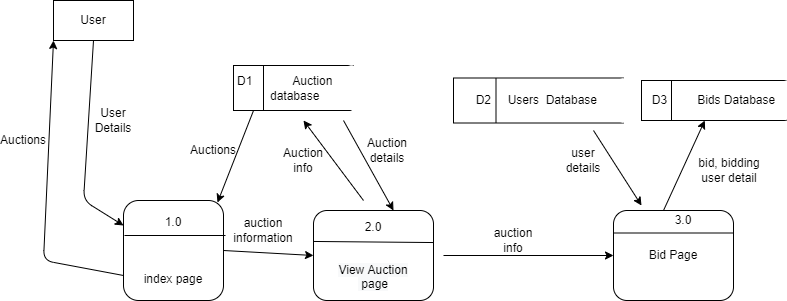 User
D1
Auction
database
D2
Users Database
D3
Bids Database
User
Details
Auctions
Auctions
Auction
info
Auction
details
user
details
bid, bidding
user detail
1.0
index page
auction
information
2.0
View Auction
page
auction
info
3.0
Bid Page